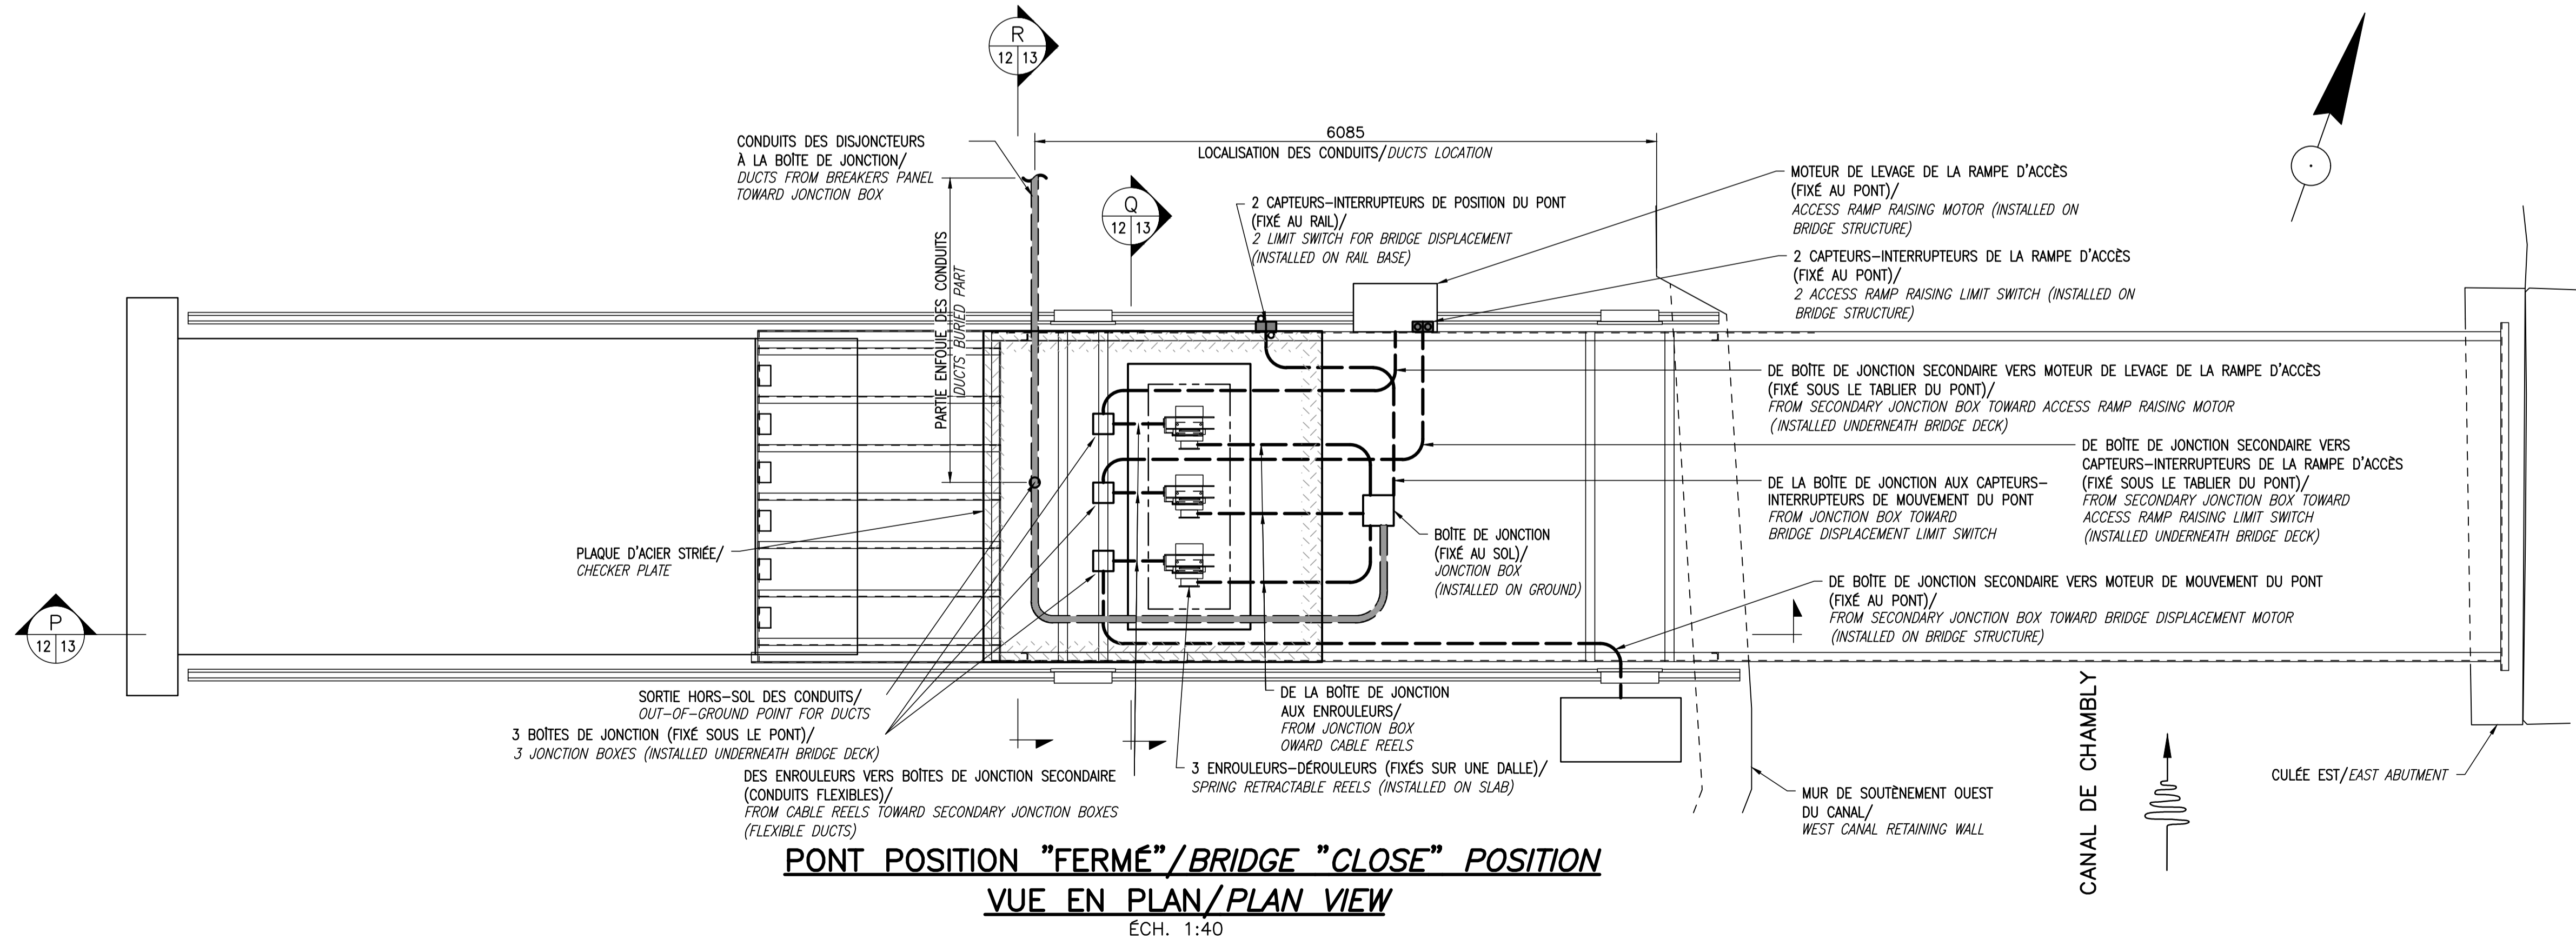 R
12 13
CONDUITS DES DISJONCTEURS
À LA BOÎTE DE JONCTION/
DUCTS FROM BREAKERS PANEL
TOWARD JONCTION BOX
6085
LOCALISATION DES CONDUITS/DUCTS LOCATION
Q
12 13
2 CAPTEURS-INTERRUPTEURS DE POSITION DU PONT
(FIXÉ AU RAIL)/
2 LIMIT SWITCH FOR BRIDGE DISPLACEMENT
(INSTALLED ON RAIL BASE)
MOTEUR DE LEVAGE DE LA RAMPE D'ACCÈS
(FIXÉ AU PONT)/
ACCESS RAMP RAISING MOTOR (INSTALLED ON
BRIDGE STRUCTURE)
2 CAPTEURS-INTERRUPTEURS DE LA RAMPE D'ACCÈS
(FIXÉ AU PONT)/
2 ACCESS RAMP RAISING LIMIT SWITCH (INSTALLED ON
BRIDGE STRUCTURE)
PARTIE ENFOUIE DES CONDUITS
DUCTS BURIED PART
DE BOÎTE DE JONCTION SECONDAIRE VERS MOTEUR DE LEVAGE DE LA RAMPE D'ACCÈS
(FIXÉ SOUS LE TABLIER DU PONT)/
FROM SECONDARY JONCTION BOX TOWARD ACCESS RAMP RAISING MOTOR
(INSTALLED UNDERNEATH BRIDGE DECK)
DE BOÎTE DE JONCTION SECONDAIRE VERS
CAPTEURS-INTERRUPTEURS DE LA RAMPE D'ACCÈS
(FIXÉ SOUS LE TABLIER DU PONT)/
FROM SECONDARY JONCTION BOX TOWARD
ACCESS RAMP RAISING LIMIT SWITCH
(INSTALLED UNDERNEATH BRIDGE DECK)
DE LA BOÎTE DE JONCTION AUX CAPTEURS-
INTERRUPTEURS DE MOUVEMENT DU PONT
FROM JONCTION BOX TOWARD
BRIDGE DISPLACEMENT LIMIT SWITCH
BOÎTE DE JONCTION
(FIXÉ AU SOL)/
JONCTION BOX
(INSTALLED ON GROUND)
PLAQUE D'ACIER STRIÉE/
CHECKER PLATE
DE BOÎTE DE JONCTION SECONDAIRE VERS MOTEUR DE MOUVEMENT DU PONT
(FIXÉ AU PONT)/
FROM SECONDARY JONCTION BOX TOWARD BRIDGE DISPLACEMENT MOTOR
(INSTALLED ON BRIDGE STRUCTURE)
P
12 13
SORTIE HORS-SOL DES CONDUITS/
OUT-OF-GROUND POINT FOR DUCTS
3 BOÎTES DE JONCTION (FIXÉ SOUS LE PONT)/
3 JONCTION BOXES (INSTALLED UNDERNEATH BRIDGE DECK)
DES ENROULEURS VERS BOÎTES DE JONCTION SECONDAIRE
(CONDUITS FLEXIBLES)/
FROM CABLE REELS TOWARD SECONDARY JONCTION BOXES
(FLEXIBLE DUCTS)
DE LA BOÎTE DE JONCTION
AUX ENROULEURS/
FROM JONCTION BOX
OWARD CABLE REELS
3 ENROULEURS-DÉROULEURS (FIXÉS SUR UNE DALLE)/
SPRING RETRACTABLE REELS (INSTALLED ON SLAB)
MUR DE SOUTÈNEMENT OUEST
DU CANAL/
WEST CANAL RETAINING WALL
CANAL DE CHAMBLY
CULÉE EST/EAST ABUTMENT
PONT POSITION "FERMÉ"/BRIDGE "CLOSE" POSITION
VUE EN PLAN/PLAN VIEW
ÉCH. 1:40